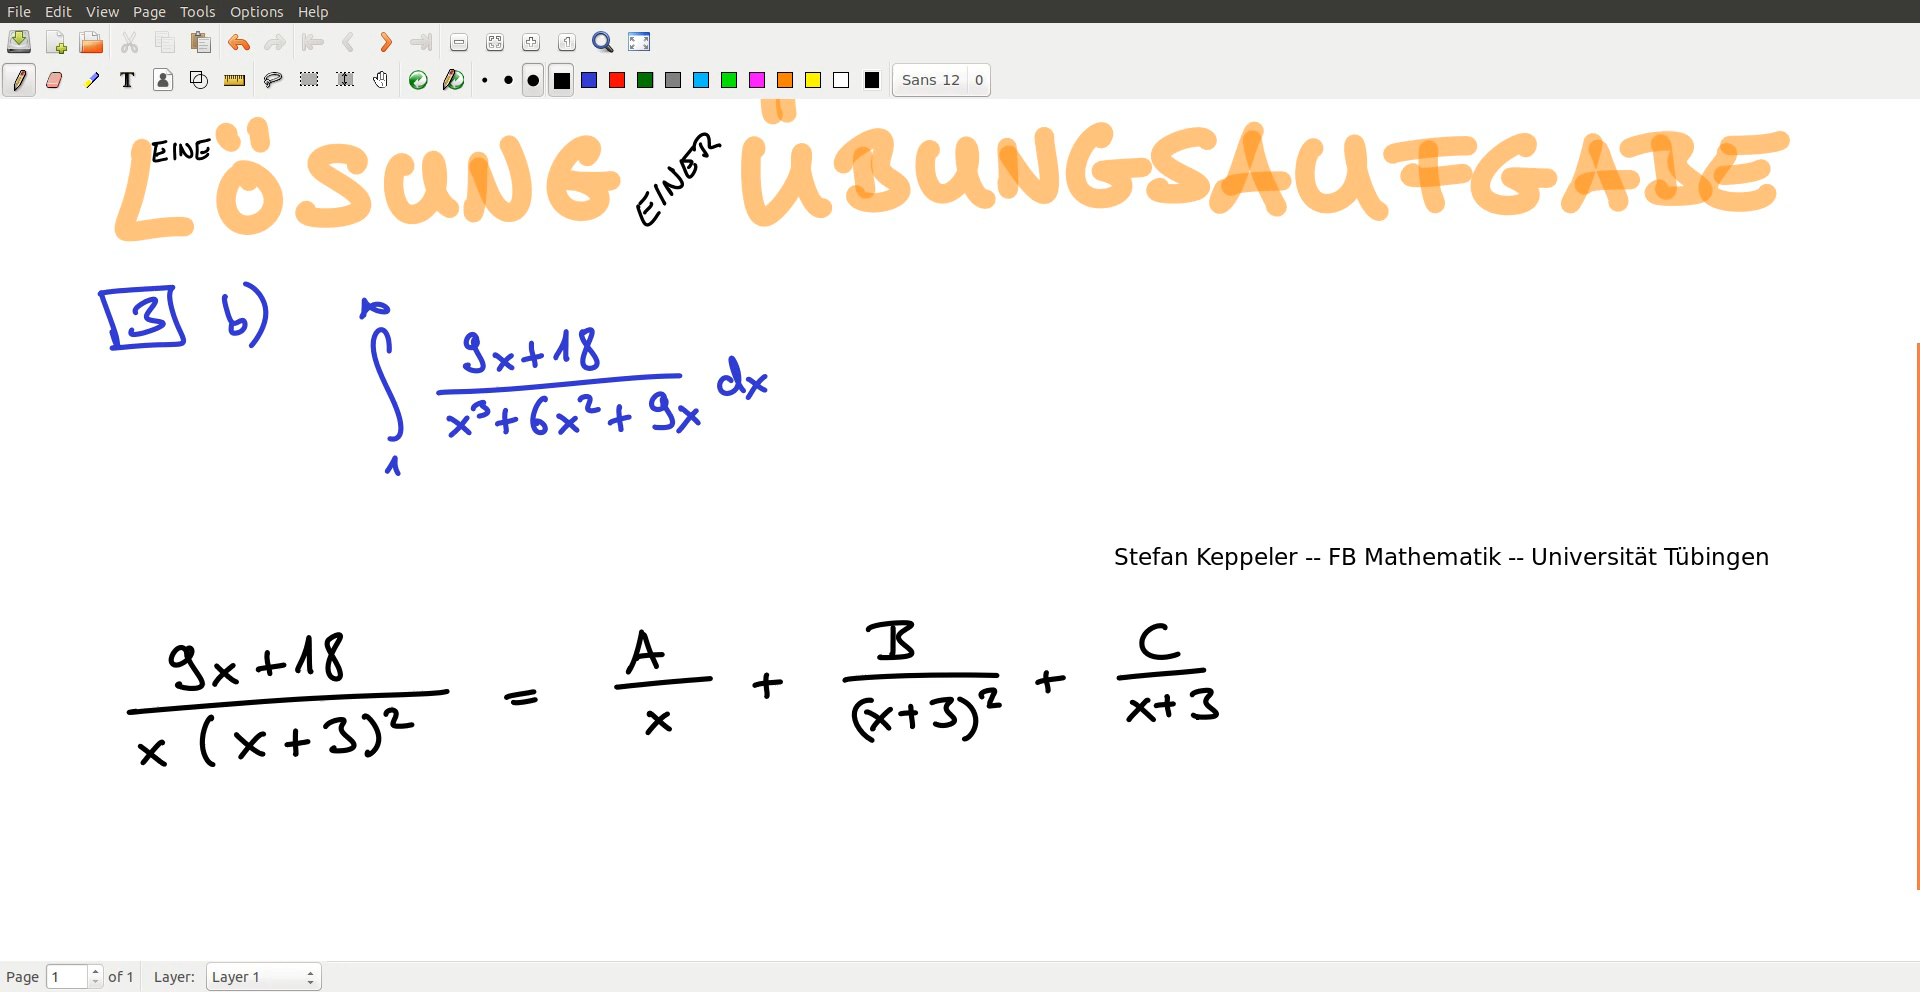 File Edit View Page Tools Options Help
Sans 12 0
EINE LÖSUNG EINER ÜBUNGSAUFGABE
3 b) ∫₁^∞ (9x+18)/(x³+6x²+9x) dx
Stefan Keppeler -- FB Mathematik -- Universität Tübingen
(9x+18)/(x(x+3)²) = A/x + B/(x+3)² + C/(x+3)
Page 1 of 1 Layer: Layer 1